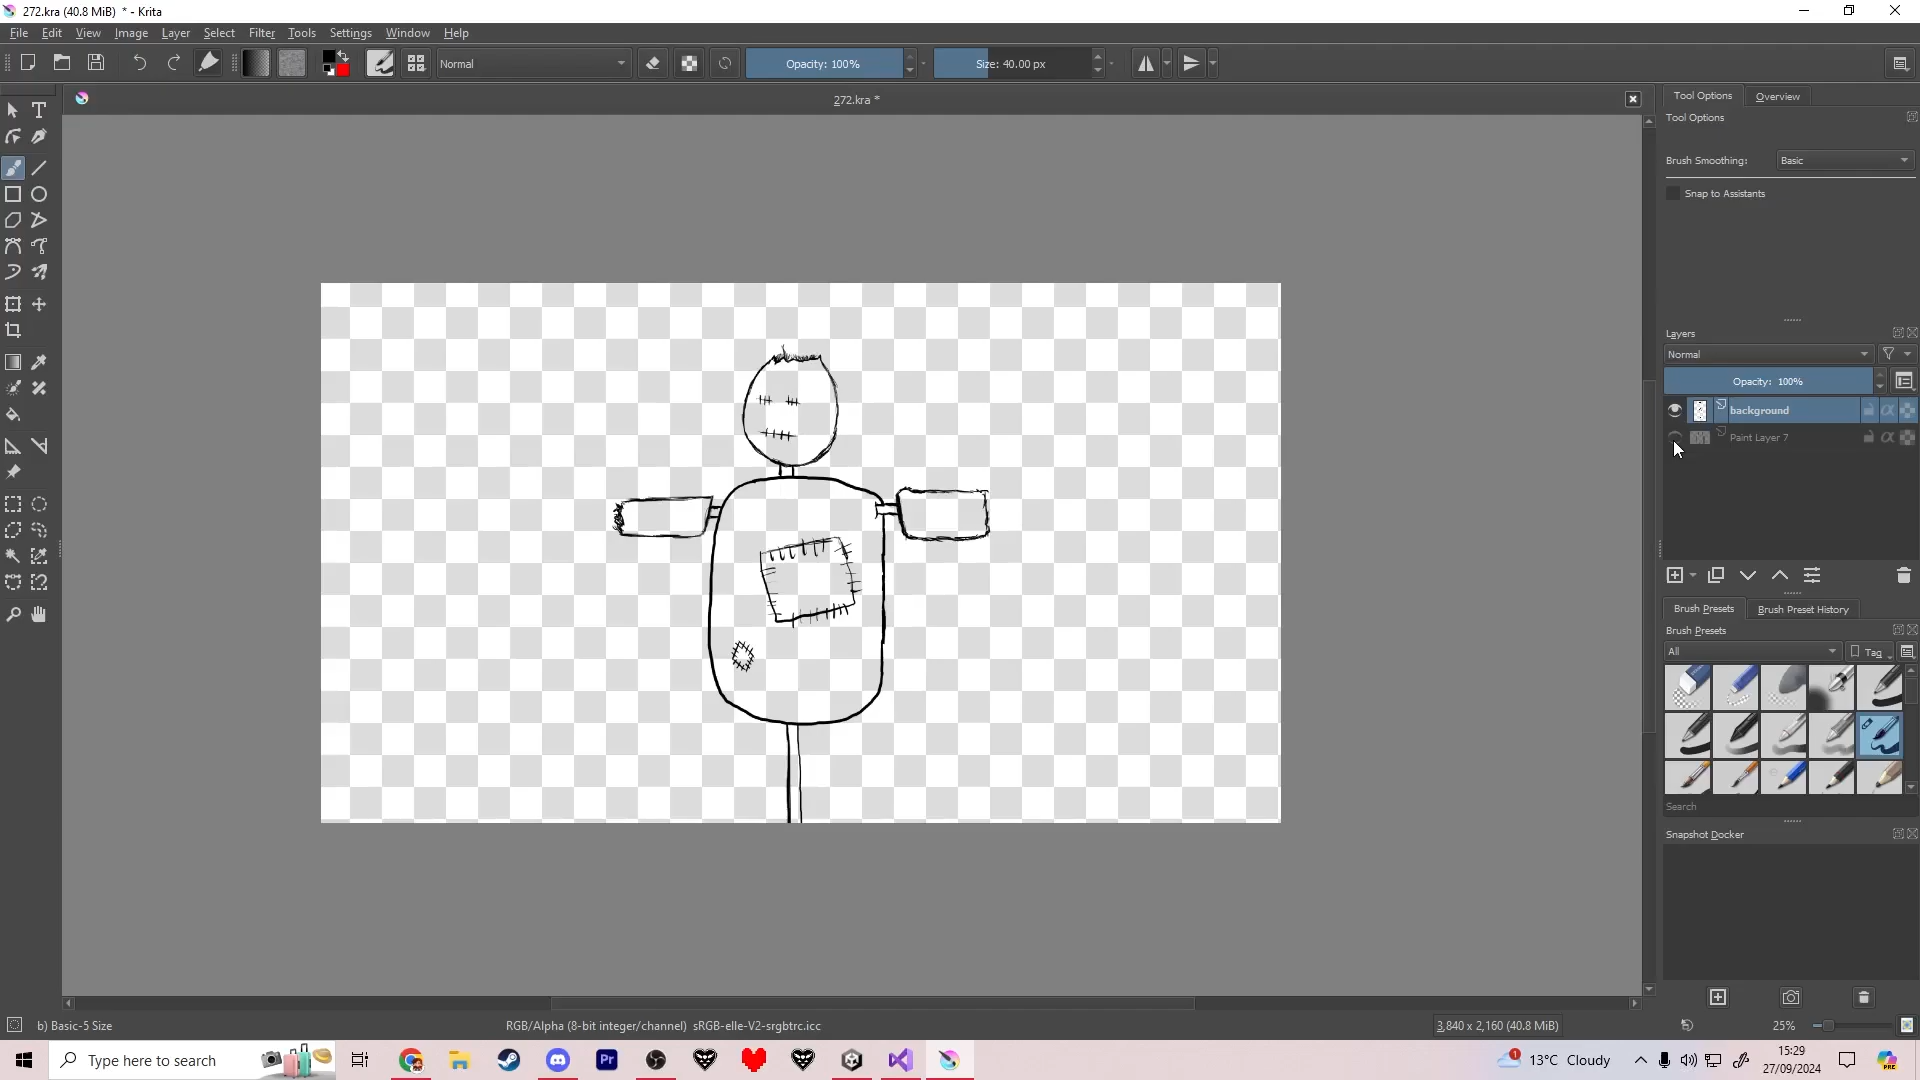 272.kra (40.8 MiB) * - Krita
File Edit View Image Layer Select Filter Tools Settings Window Help
Normal Opacity: 100% Size: 40.00 px
272.kra *
Tool Options Overview
Tool Options
Brush Smoothing: Basic
Snap to Assistants
Layers
Normal
Opacity: 100%
background
Paint Layer 7
Brush Presets Brush Preset History
Brush Presets
All Tag
Search
Snapshot Docker
b) Basic-5 Size RGB/Alpha (8-bit integer/channel) sRGB-elle-V2-srgbtrc.icc 3,840 x 2,160 (40.8 MiB) 25%
Type here to search 1 13°C Cloudy 15:29
27/09/2024
Pr
PRE